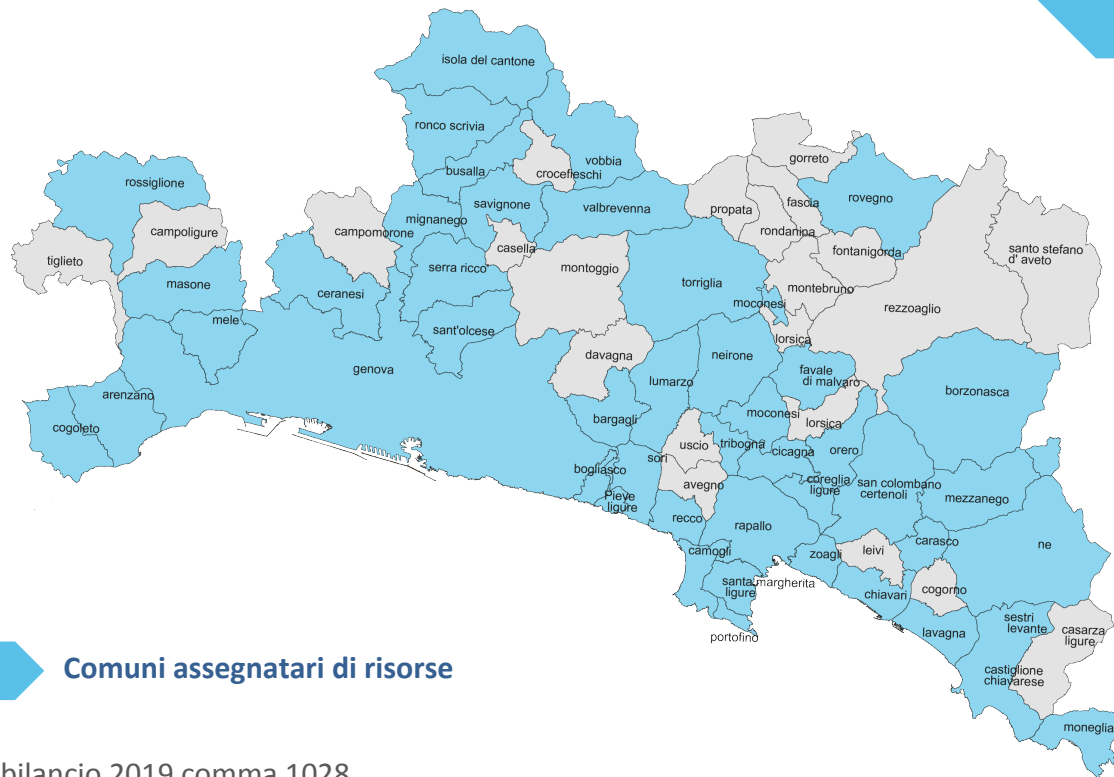 isola del cantone
ronco scrivia
vobbia
crocefieschi
busalla
gorreto
rossiglione
rovegno
savignone
valbrevenna
propata
fascia
mignanego
campoligure
campomorone
rondanina
casella
fontanigorda
santo stefano
d' aveto
tiglieto
serra ricco'
montoggio
masone
ceranesi
torriglia
montebruno
moconesi
rezzoaglio
mele
sant'olcese
lorsica
davagna
neirone
genova
favale
di malvaro
lumarzo
borzonasca
arenzano
moconesi
bargagli
lorsica
cogoleto
uscio
tribogna
cicagna
orero
sori
bogliasco
avegno
coreglia
ligure
san colombano
certenoli
mezzanego
Pieve
ligure
recco
rapallo
carasco
ne
camogli
zoagli
leivi
santa margherita
ligure
chiavari
cogorno
portofino
lavagna
sestri
levante
casarza
ligure
castiglione
chiavarese
moneglia
Comuni assegnatari di risorse
bilancio 2019 comma 1028